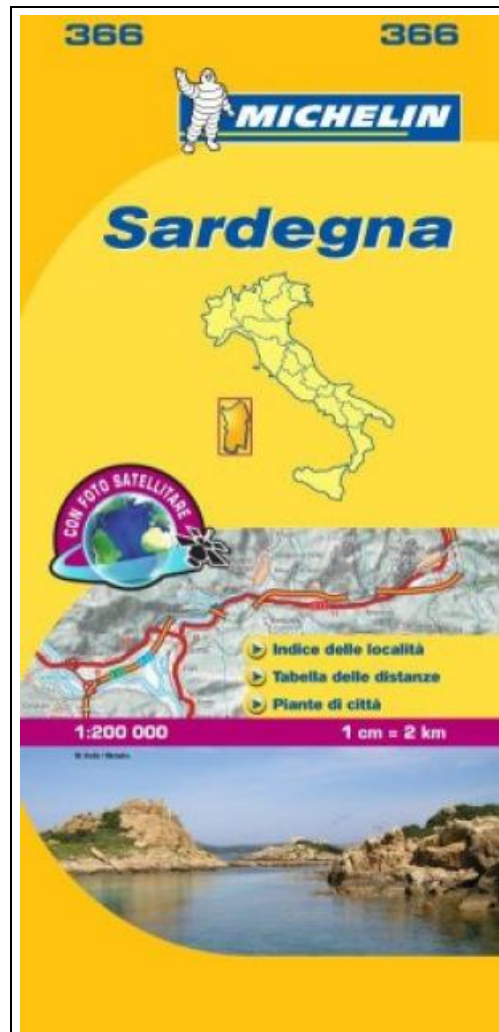 366 366
MICHELIN
Sardegna
CON FOTO SATELLITARE
Indice delle località
Tabella delle distanze
Piante di città
1:200 000 1 cm = 2 km